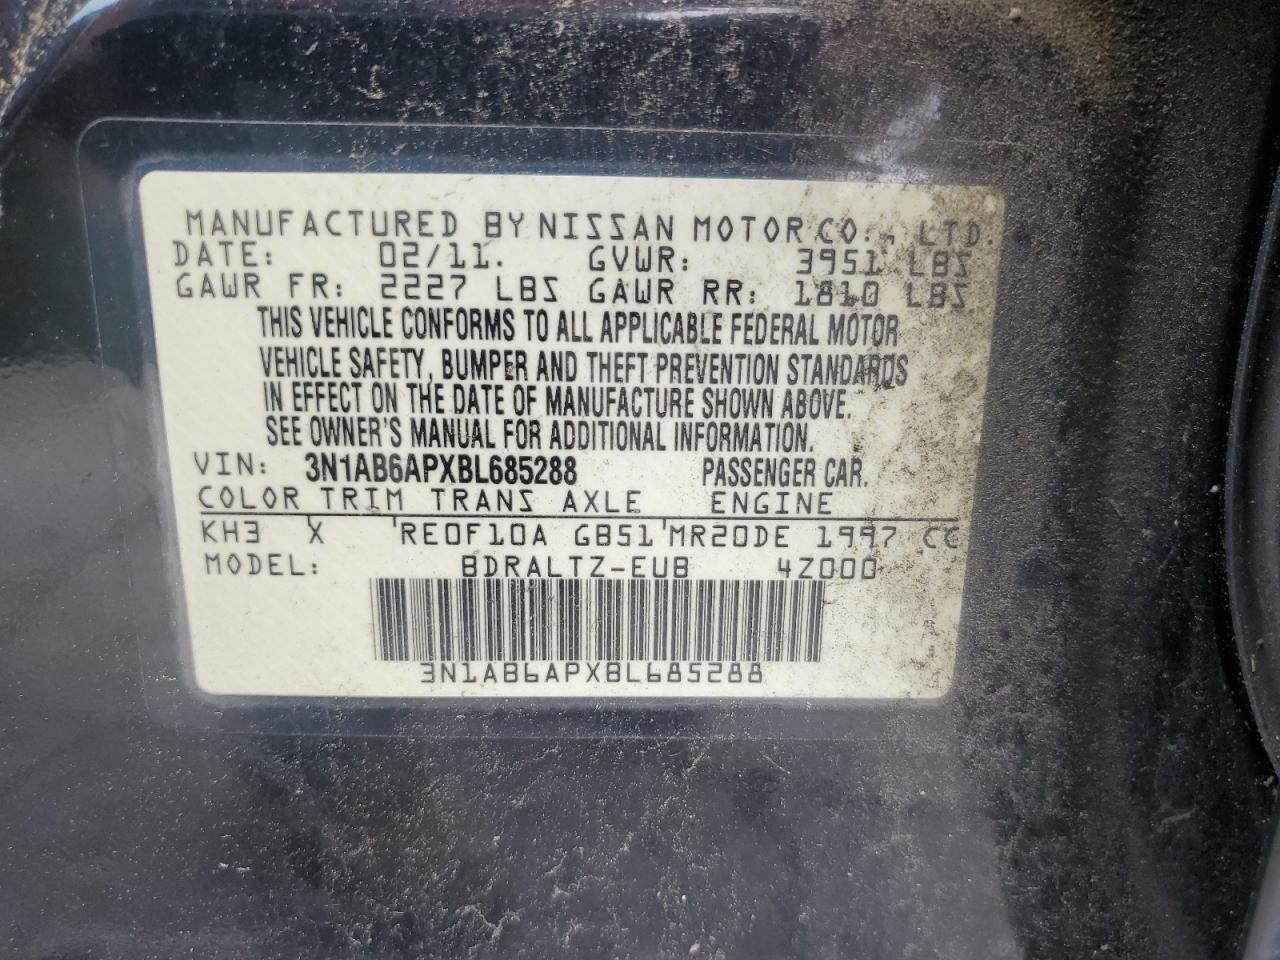 MANUFACTURED BY NISSAN MOTOR CO., LTD.
DATE: 02/11. GVWR: 3951 LBS
GAWR FR: 2227 LBS GAWR RR: 1810 LBS
THIS VEHICLE CONFORMS TO ALL APPLICABLE FEDERAL MOTOR
VEHICLE SAFETY, BUMPER AND THEFT PREVENTION STANDARDS
IN EFFECT ON THE DATE OF MANUFACTURE SHOWN ABOVE.
SEE OWNER'S MANUAL FOR ADDITIONAL INFORMATION.
VIN: 3N1AB6APXBL685288 PASSENGER CAR.
COLOR TRIM TRANS AXLE ENGINE
KH3 X RE0F10A GB51 MR20DE 1997 CC
MODEL: BDRALTZ-EUB 4Z000
3N1AB6APXBL685288